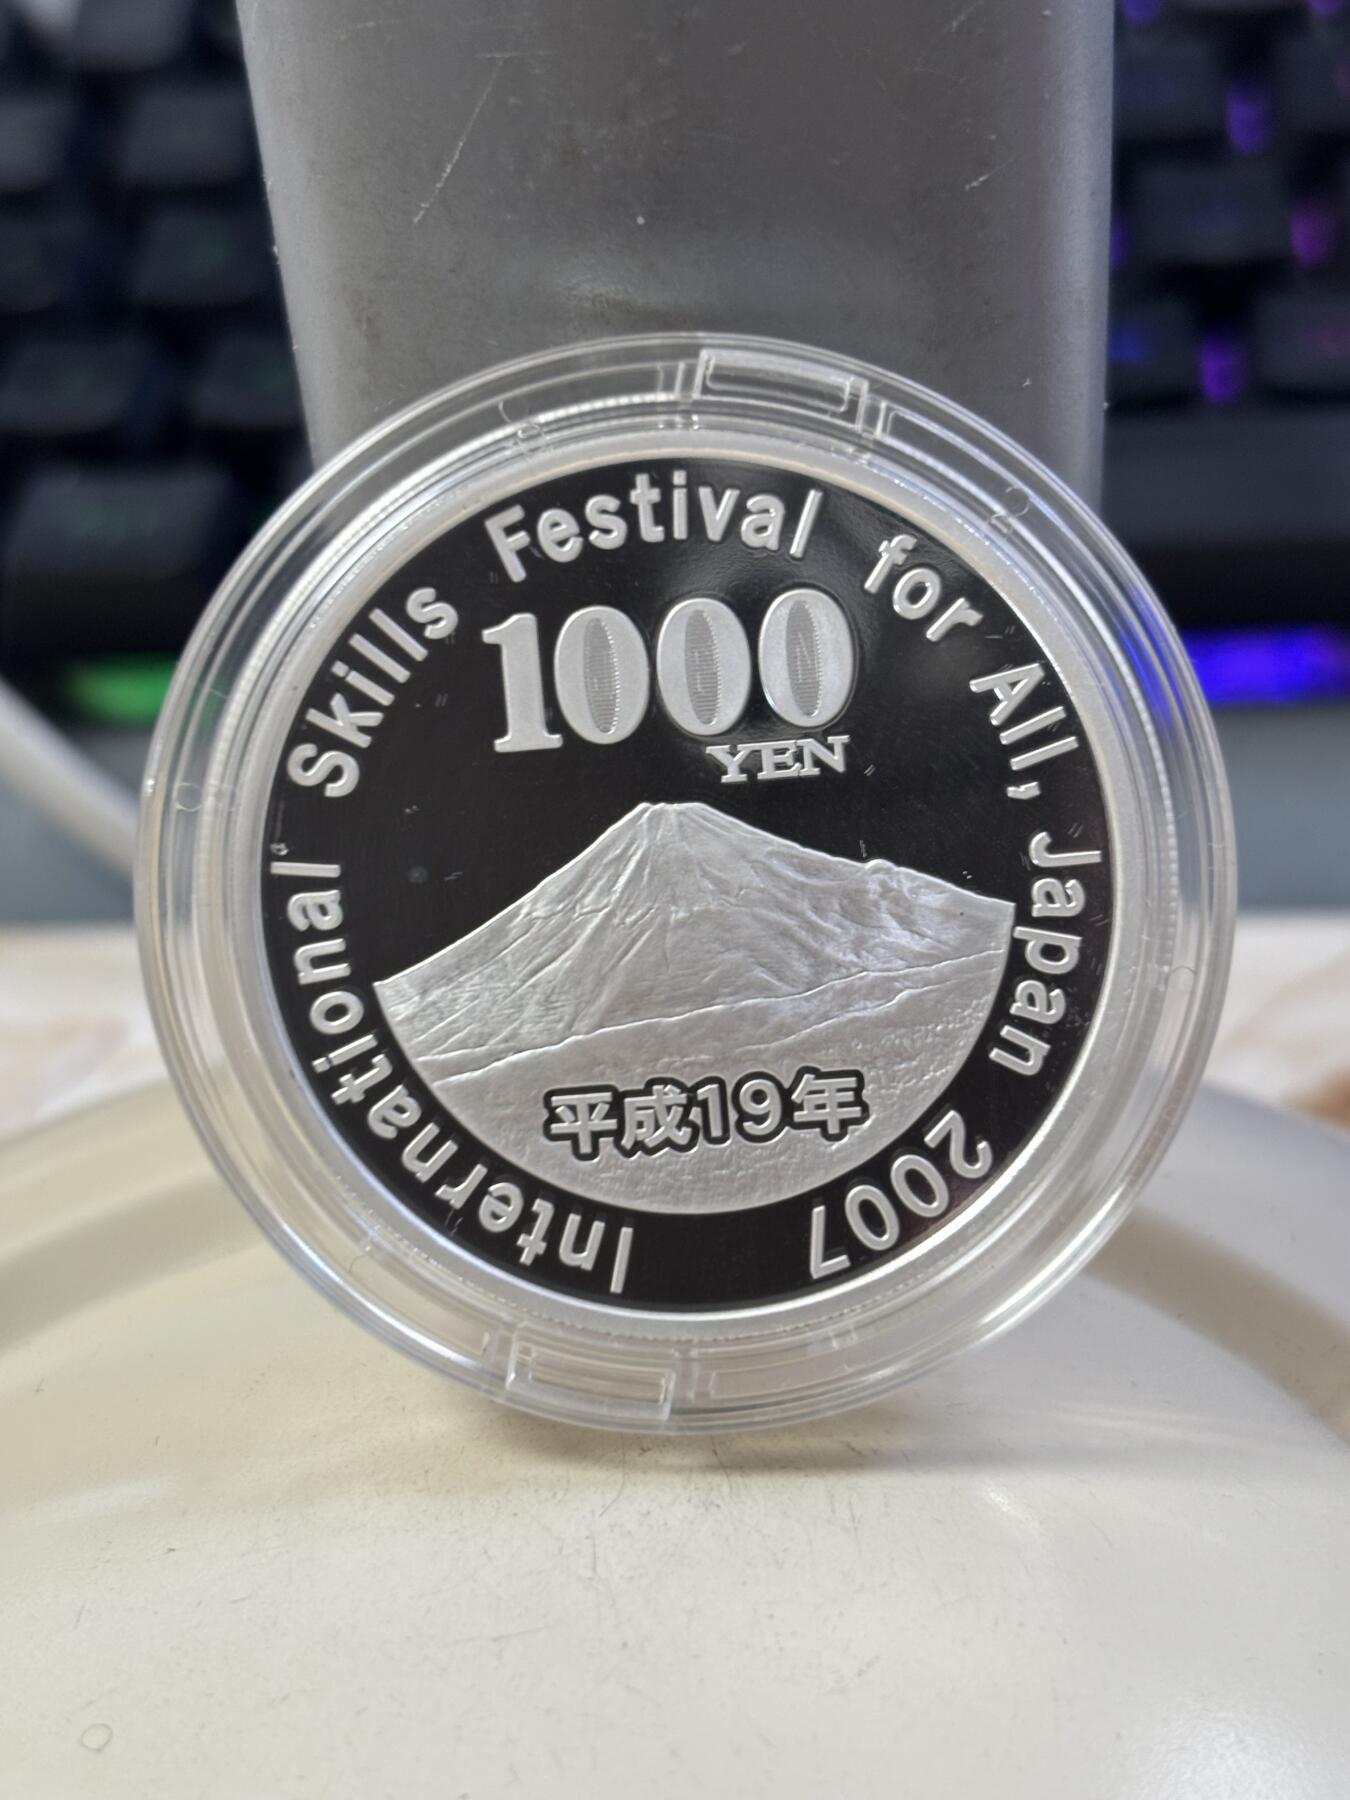 International Skills Festival for All, Japan 2007
1000
YEN
平成19年